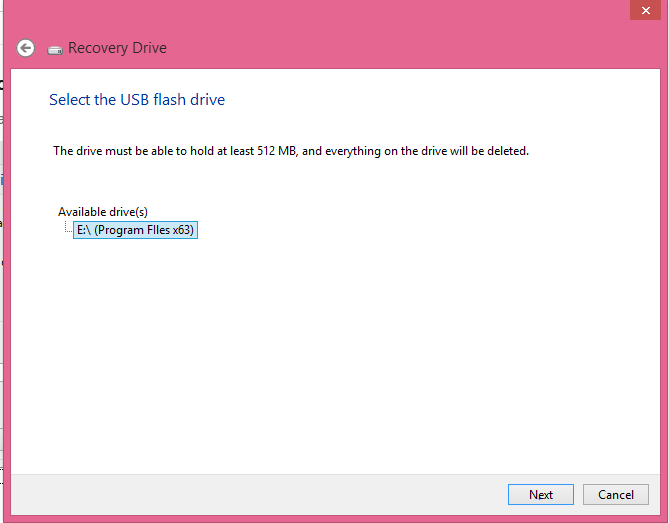 Recovery Drive
Select the USB flash drive
The drive must be able to hold at least 512 MB, and everything on the drive will be deleted.
Available drive(s)
E:\ (Program FIles x63)
Next
Cancel